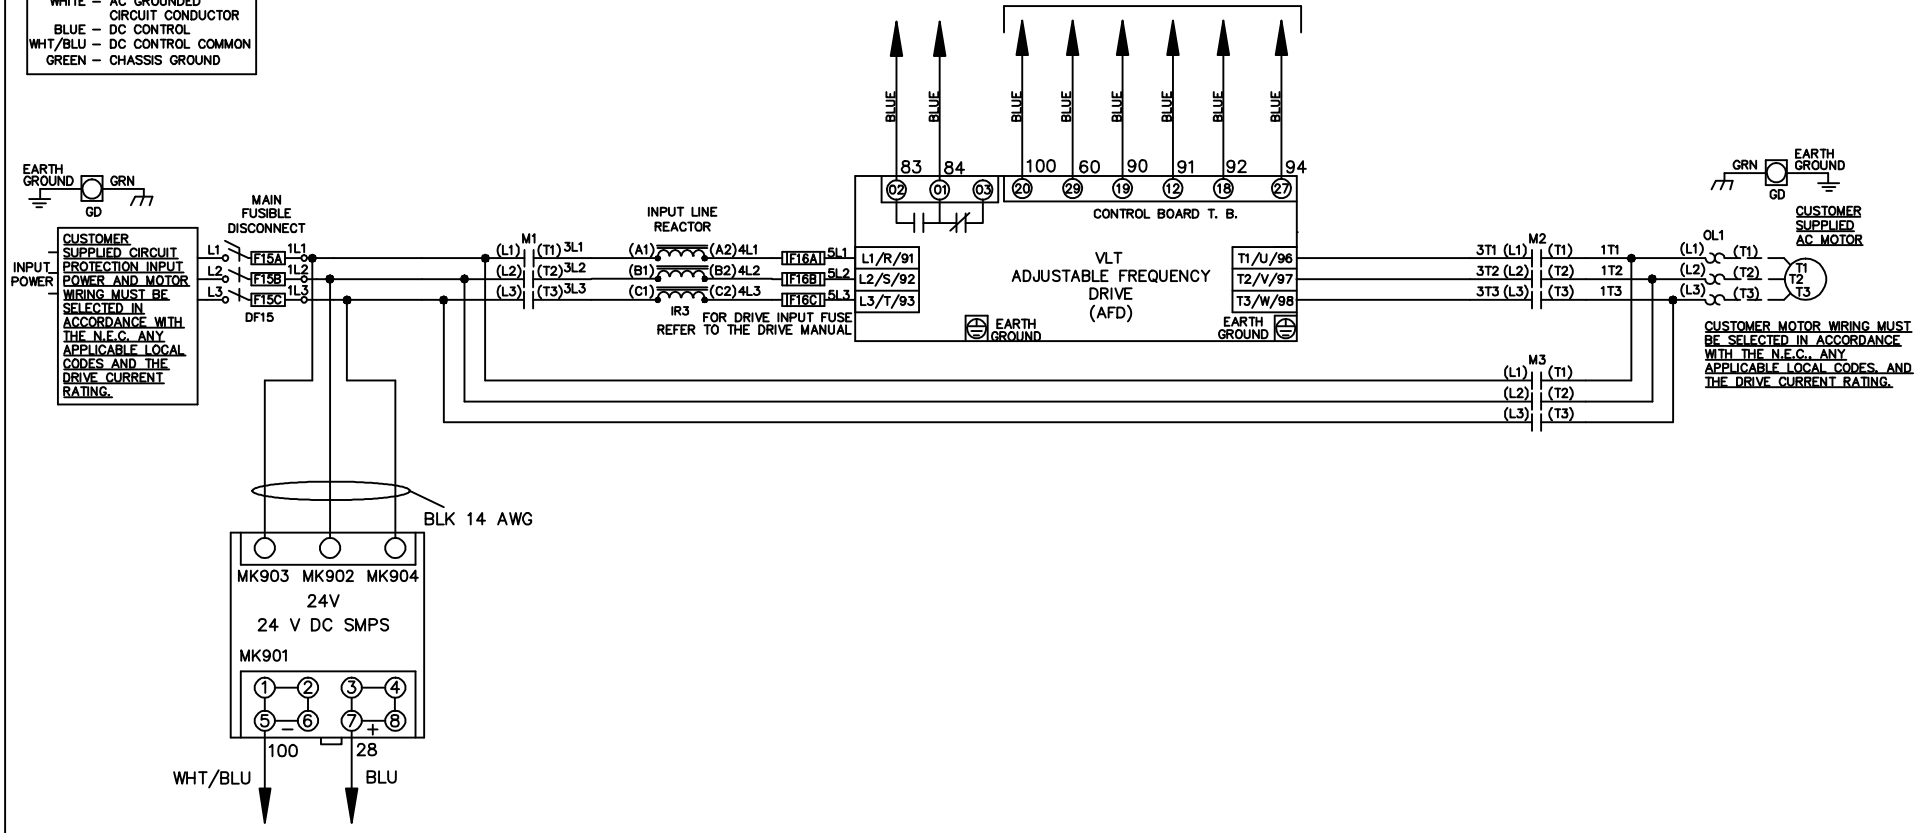 WHITE – AC GROUNDED
CIRCUIT CONDUCTOR
BLUE – DC CONTROL
WHT/BLU – DC CONTROL COMMON
GREEN – CHASSIS GROUND
BLUE
BLUE
BLUE
BLUE
BLUE
BLUE
BLUE
BLUE
83
84
100
60
90
91
92
94
02
01
03
20
29
19
12
18
27
CONTROL BOARD T. B.
EARTH
GROUND
GRN
GD
MAIN
FUSIBLE
DISCONNECT
INPUT
POWER
CUSTOMER
SUPPLIED CIRCUIT
PROTECTION INPUT
POWER AND MOTOR
WIRING MUST BE
SELECTED IN
ACCORDANCE WITH
THE N.E.C. ANY
APPLICABLE LOCAL
CODES AND THE
DRIVE CURRENT
RATING.
L1 F15A 1L1
L2 F15B 1L2
L3 F15C 1L3
DF15
M1
(L1) (T1) 3L1
(L2) (T2) 3L2
(L3) (T3) 3L3
INPUT LINE
REACTOR
(A1) (A2) 4L1
(B1) (B2) 4L2
(C1) (C2) 4L3
IR3
F16A 5L1
F16B 5L2
F16C 5L3
FOR DRIVE INPUT FUSE
REFER TO THE DRIVE MANUAL
L1/R/91
L2/S/92
L3/T/93
VLT
ADJUSTABLE FREQUENCY
DRIVE
(AFD)
T1/U/96
T2/V/97
T3/W/98
EARTH
GROUND
EARTH
GROUND
M2
3T1 (L1) (T1) 1T1
3T2 (L2) (T2) 1T2
3T3 (L3) (T3) 1T3
M3
(L1) (T1)
(L2) (T2)
(L3) (T3)
OL1
(L1) (T1)
(L2) (T2)
(L3) (T3)
T1
T2
T3
GRN
EARTH
GROUND
GD
CUSTOMER
SUPPLIED
AC MOTOR
CUSTOMER MOTOR WIRING MUST
BE SELECTED IN ACCORDANCE
WITH THE N.E.C., ANY
APPLICABLE LOCAL CODES, AND
THE DRIVE CURRENT RATING.
BLK 14 AWG
MK903 MK902 MK904
24V
24 V DC SMPS
MK901
1 2 3 4
5 – 6 7 + 8
100
28
WHT/BLU
BLU